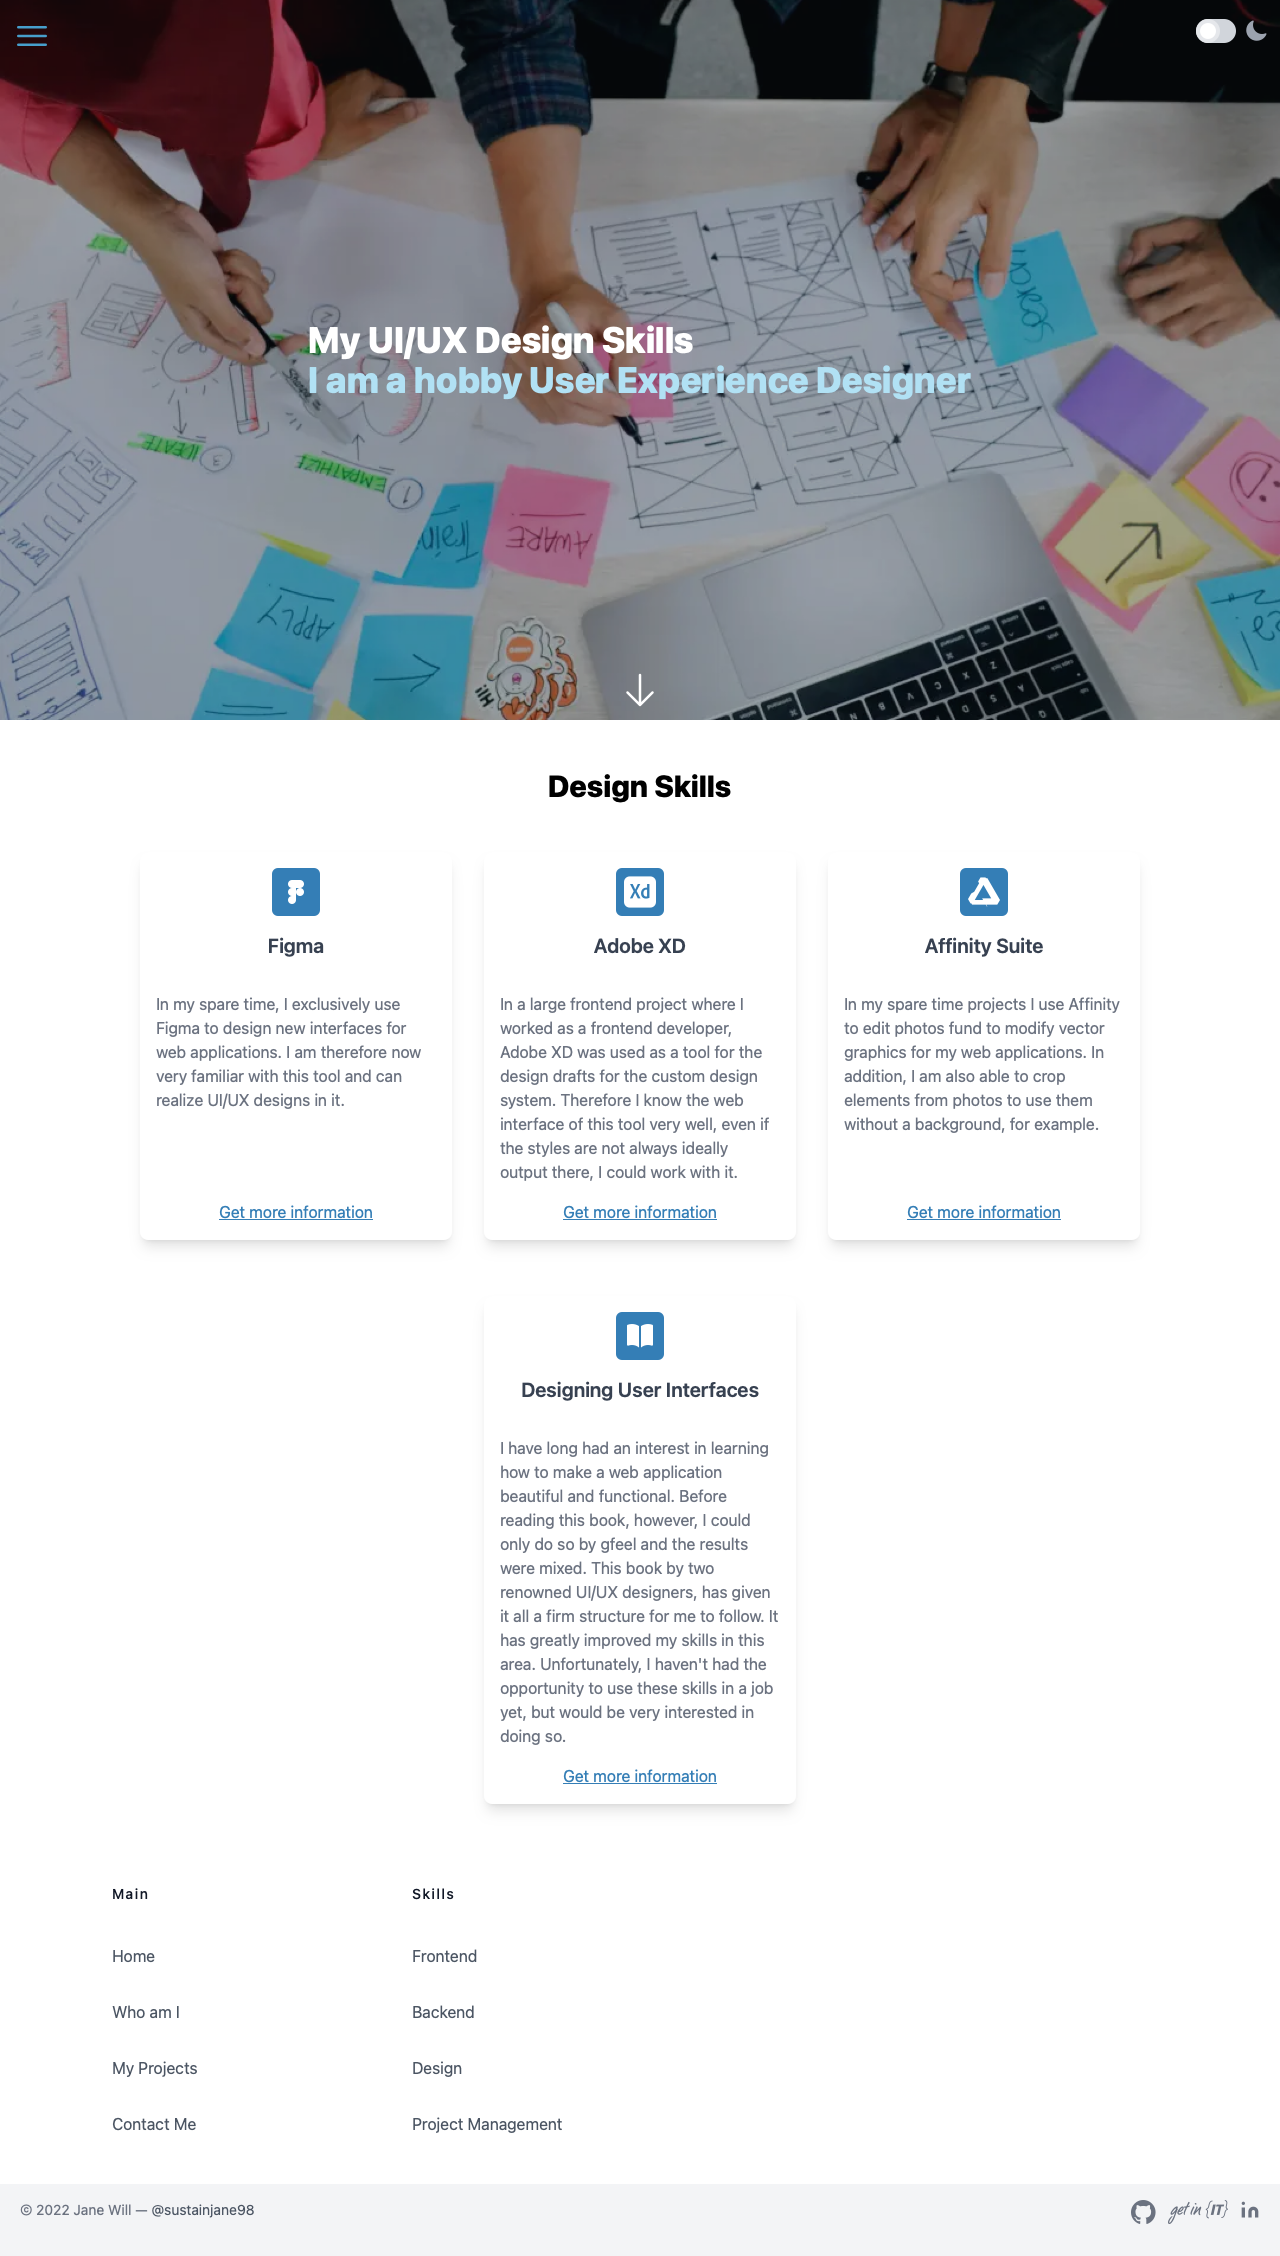 My UI/UX Design Skills
I am a hobby User Experience Designer
TEST
IDEATE
3
EMPATHIZE
1
Train
AWARE
APPLY
DETAIL
Hi!
Design Skills
Figma
In my spare time, I exclusively use
Figma to design new interfaces for
web applications. I am therefore now
very familiar with this tool and can
realize UI/UX designs in it.
Get more information
Xd
Adobe XD
In a large frontend project where I
worked as a frontend developer,
Adobe XD was used as a tool for the
design drafts for the custom design
system. Therefore I know the web
interface of this tool very well, even if
the styles are not always ideally
output there, I could work with it.
Get more information
Affinity Suite
In my spare time projects I use Affinity
to edit photos fund to modify vector
graphics for my web applications. In
addition, I am also able to crop
elements from photos to use them
without a background, for example.
Get more information
Designing User Interfaces
I have long had an interest in learning
how to make a web application
beautiful and functional. Before
reading this book, however, I could
only do so by gfeel and the results
were mixed. This book by two
renowned UI/UX designers, has given
it all a firm structure for me to follow. It
has greatly improved my skills in this
area. Unfortunately, I haven't had the
opportunity to use these skills in a job
yet, but would be very interested in
doing so.
Get more information
Main
Home
Who am I
My Projects
Contact Me
Skills
Frontend
Backend
Design
Project Management
© 2022 Jane Will — @sustainjane98
get in {IT}
in